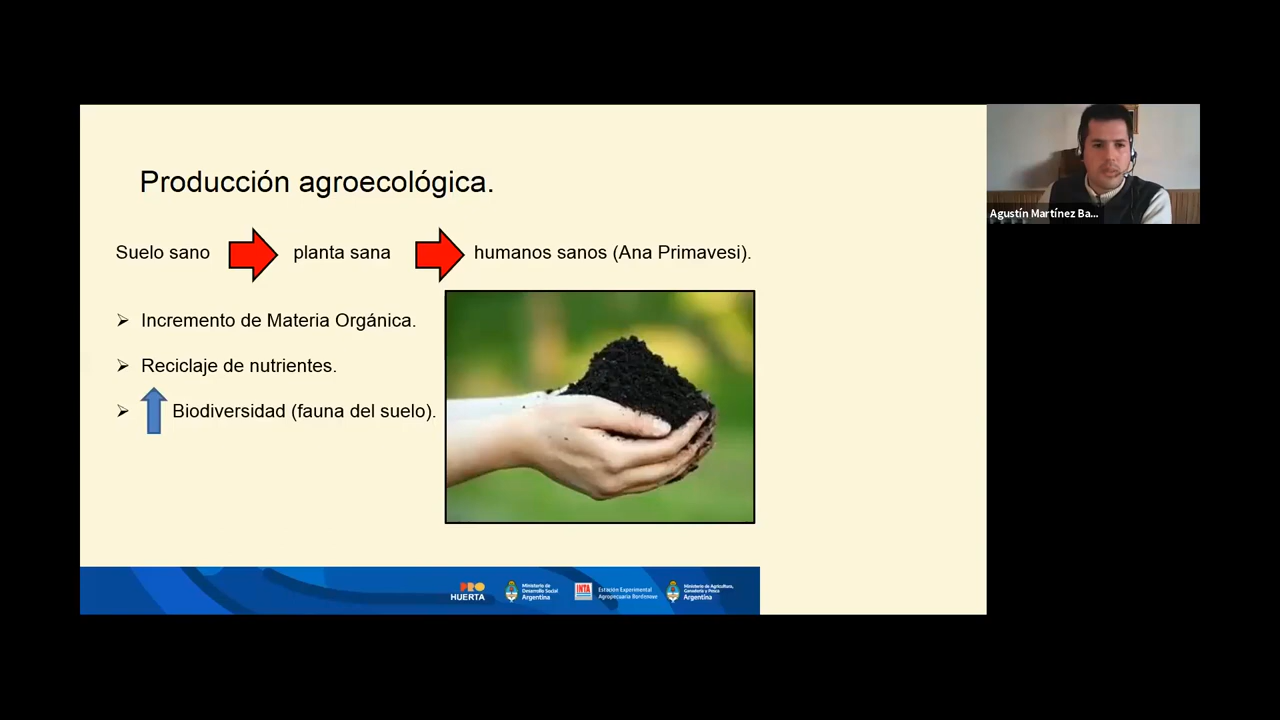 Producción agroecológica.
Suelo sano planta sana humanos sanos (Ana Primavesi).
Incremento de Materia Orgánica.
Reciclaje de nutrientes.
Biodiversidad (fauna del suelo).
Agustín Martínez Ba...
PRO
HUERTA
Ministerio de
Desarrollo Social
Argentina
INTA
Estación Experimental
Agropecuaria Bordenave
Ministerio de Agricultura,
Ganadería y Pesca
Argentina